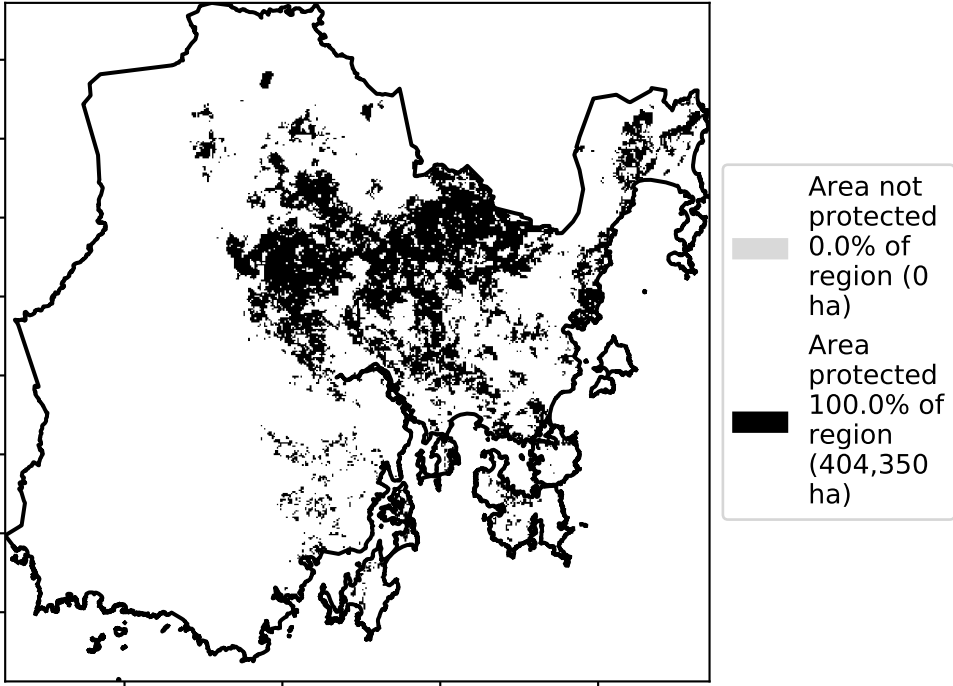 Area not
protected
0.0% of
region (0
ha)
Area
protected
100.0% of
region
(404,350
ha)